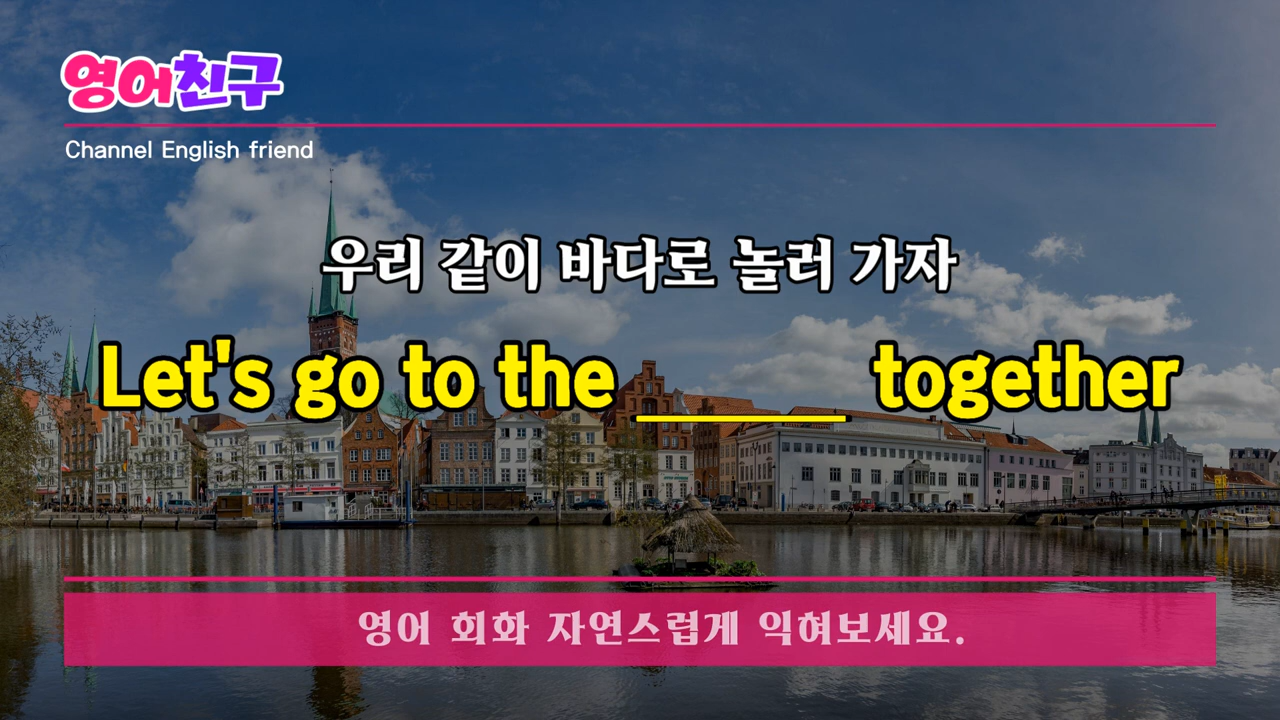 영어친구
Channel English friend
우리 같이 바다로 놀러 가자
Let's go to the ______ together
영어 회화 자연스럽게 익혀보세요.